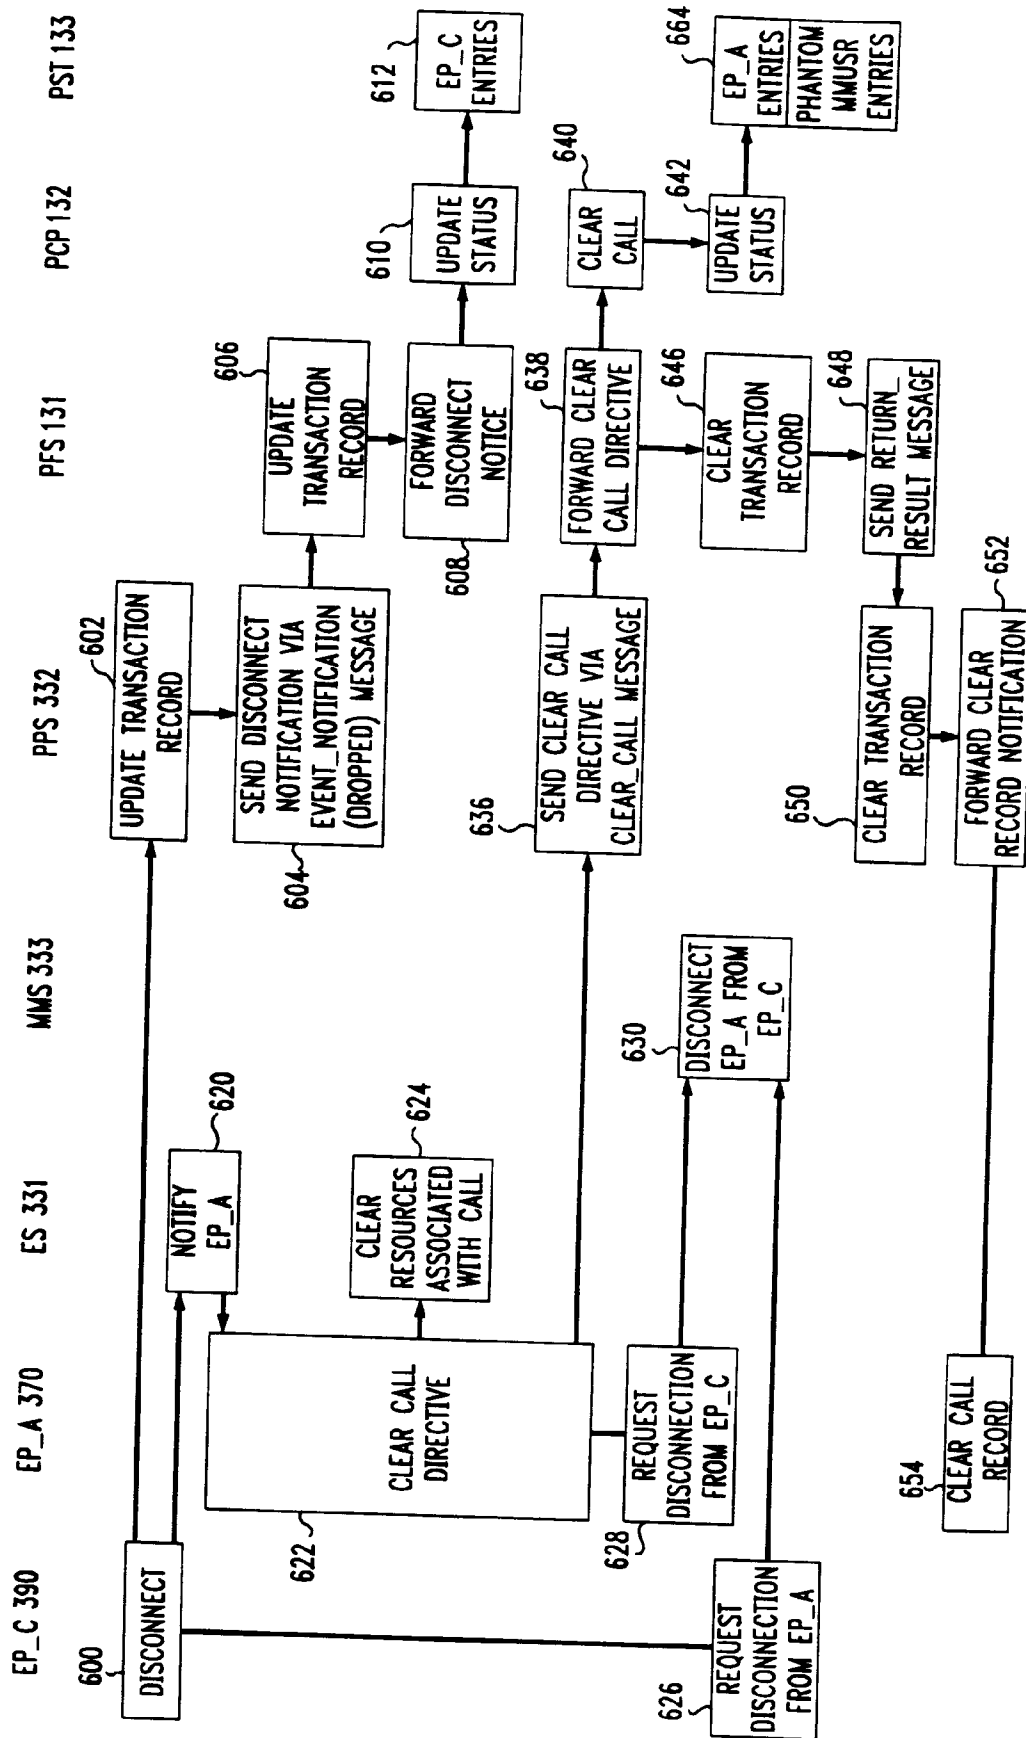 EP_C 390
EP_A 370
ES 331
MMS 333
PPS 332
PFS 131
PCP 132
PST 133
600
DISCONNECT
602
UPDATE TRANSACTION
RECORD
604
SEND DISCONNECT
NOTIFICATION VIA
EVENT_NOTIFICATION
(DROPPED) MESSAGE
606
UPDATE
TRANSACTION
RECORD
608
FORWARD
DISCONNECT
NOTICE
610
UPDATE
STATUS
612
EP_C
ENTRIES
620
NOTIFY
EP_A
622
CLEAR CALL
DIRECTIVE
624
CLEAR
RESOURCES
ASSOCIATED
WITH CALL
626
REQUEST
DISCONNECTION
FROM EP_A
628
REQUEST
DISCONNECTION
FROM EP_C
630
DISCONNECT
EP_A FROM
EP_C
636
SEND CLEAR CALL
DIRECTIVE VIA
CLEAR_CALL MESSAGE
638
FORWARD CLEAR
CALL DIRECTIVE
640
CLEAR
CALL
642
UPDATE
STATUS
664
EP_A
ENTRIES
PHANTOM
MMUSR
ENTRIES
646
CLEAR
TRANSACTION
RECORD
648
SEND RETURN_
RESULT MESSAGE
650
CLEAR TRANSACTION
RECORD
652
FORWARD CLEAR
RECORD NOTIFICATION
654
CLEAR CALL
RECORD